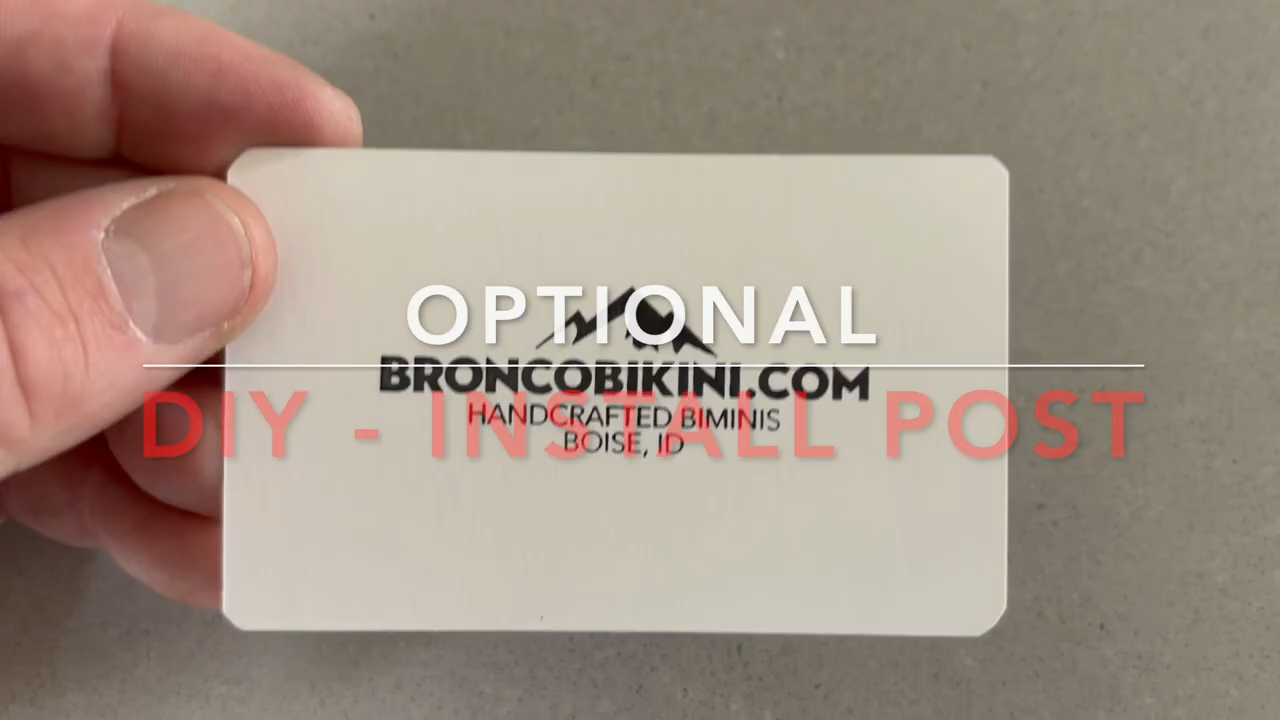 OPTIONAL
BRONCOBIKINI.COM
DIY - INSTALL POST
HANDCRAFTED BIMINIS
BOISE, ID